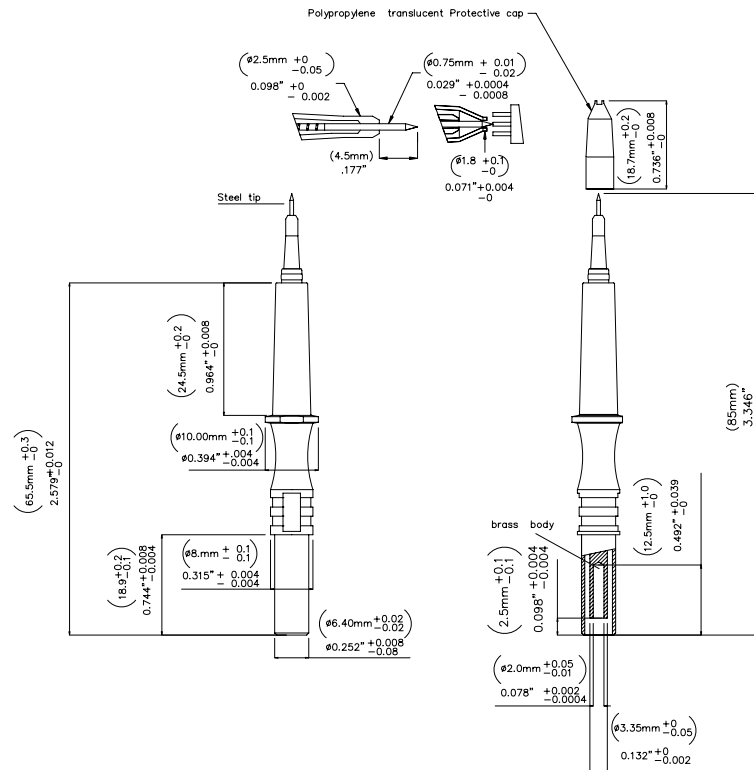 Polypropylene translucent Protective cap
(ø2.5mm +0 -0.05)
0.098" +0 - 0.002
(ø0.75mm + 0.01 - 0.02)
0.029" +0.0004 - 0.0008
(4.5mm)
.177"
(ø1.8 +0.1 -0)
0.071"+0.004 -0
(18.7mm+0.2 -0)
0.736"+0.008 -0
Steel tip
(24.5mm+0.2 -0)
0.964"+0.008 -0
(65.5mm +0.3 -0)
2.579+0.012 -0
(ø10.00mm +0.1 -0.1)
ø0.394"+.004 -0.004
(18.9+0.2 -0.1)
0.744"+0.008 -0.004
(ø8.mm + 0.1 - 0.1)
0.315"+ 0.004 - 0.004
(ø6.40mm+0.02 -0.02)
ø0.252"+0.008 -0.08
(85mm)
3.346"
brass body
(12.5mm+1.0 -0)
0.492"+0.039 -0
(2.5mm+0.1 -0.1)
0.098"+0.004 -0.004
(ø2.0mm+0.05 -0.01)
0.078" +0.002 -0.0004
(ø3.35mm+0 -0.05)
0.132"+0 -0.002